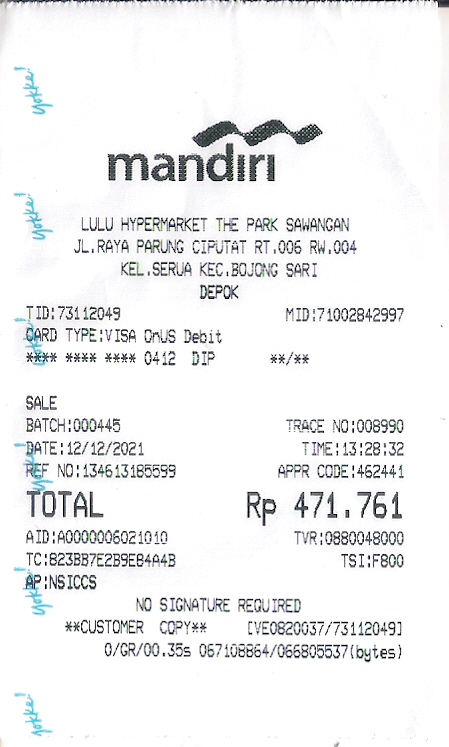 mandiri
LULU HYPERMARKET THE PARK SAWANGAN
JL.RAYA PARUNG CIPUTAT RT.006 RW.004
KEL.SERUA KEC.BOJONG SARI
DEPOK
TID:73112049 MID:71002842997
CARD TYPE:VISA OnUS Debit
**** **** **** 0412 DIP **/**
SALE
BATCH:000445 TRACE NO:008990
DATE:12/12/2021 TIME:13:28:32
REF NO:134613185599 APPR CODE:462441
TOTAL Rp 471.761
AID:A0000006021010 TVR:0880048000
TC:823BB7E2B9E84A4B TSI:F800
AP:NSICCS
NO SIGNATURE REQUIRED
**CUSTOMER COPY** [VE0820037/73112049]
0/GR/00.35s 067108864/066805537(bytes)
yokke!
yokke!
yokke!
yokke!
yokke!
yokke!